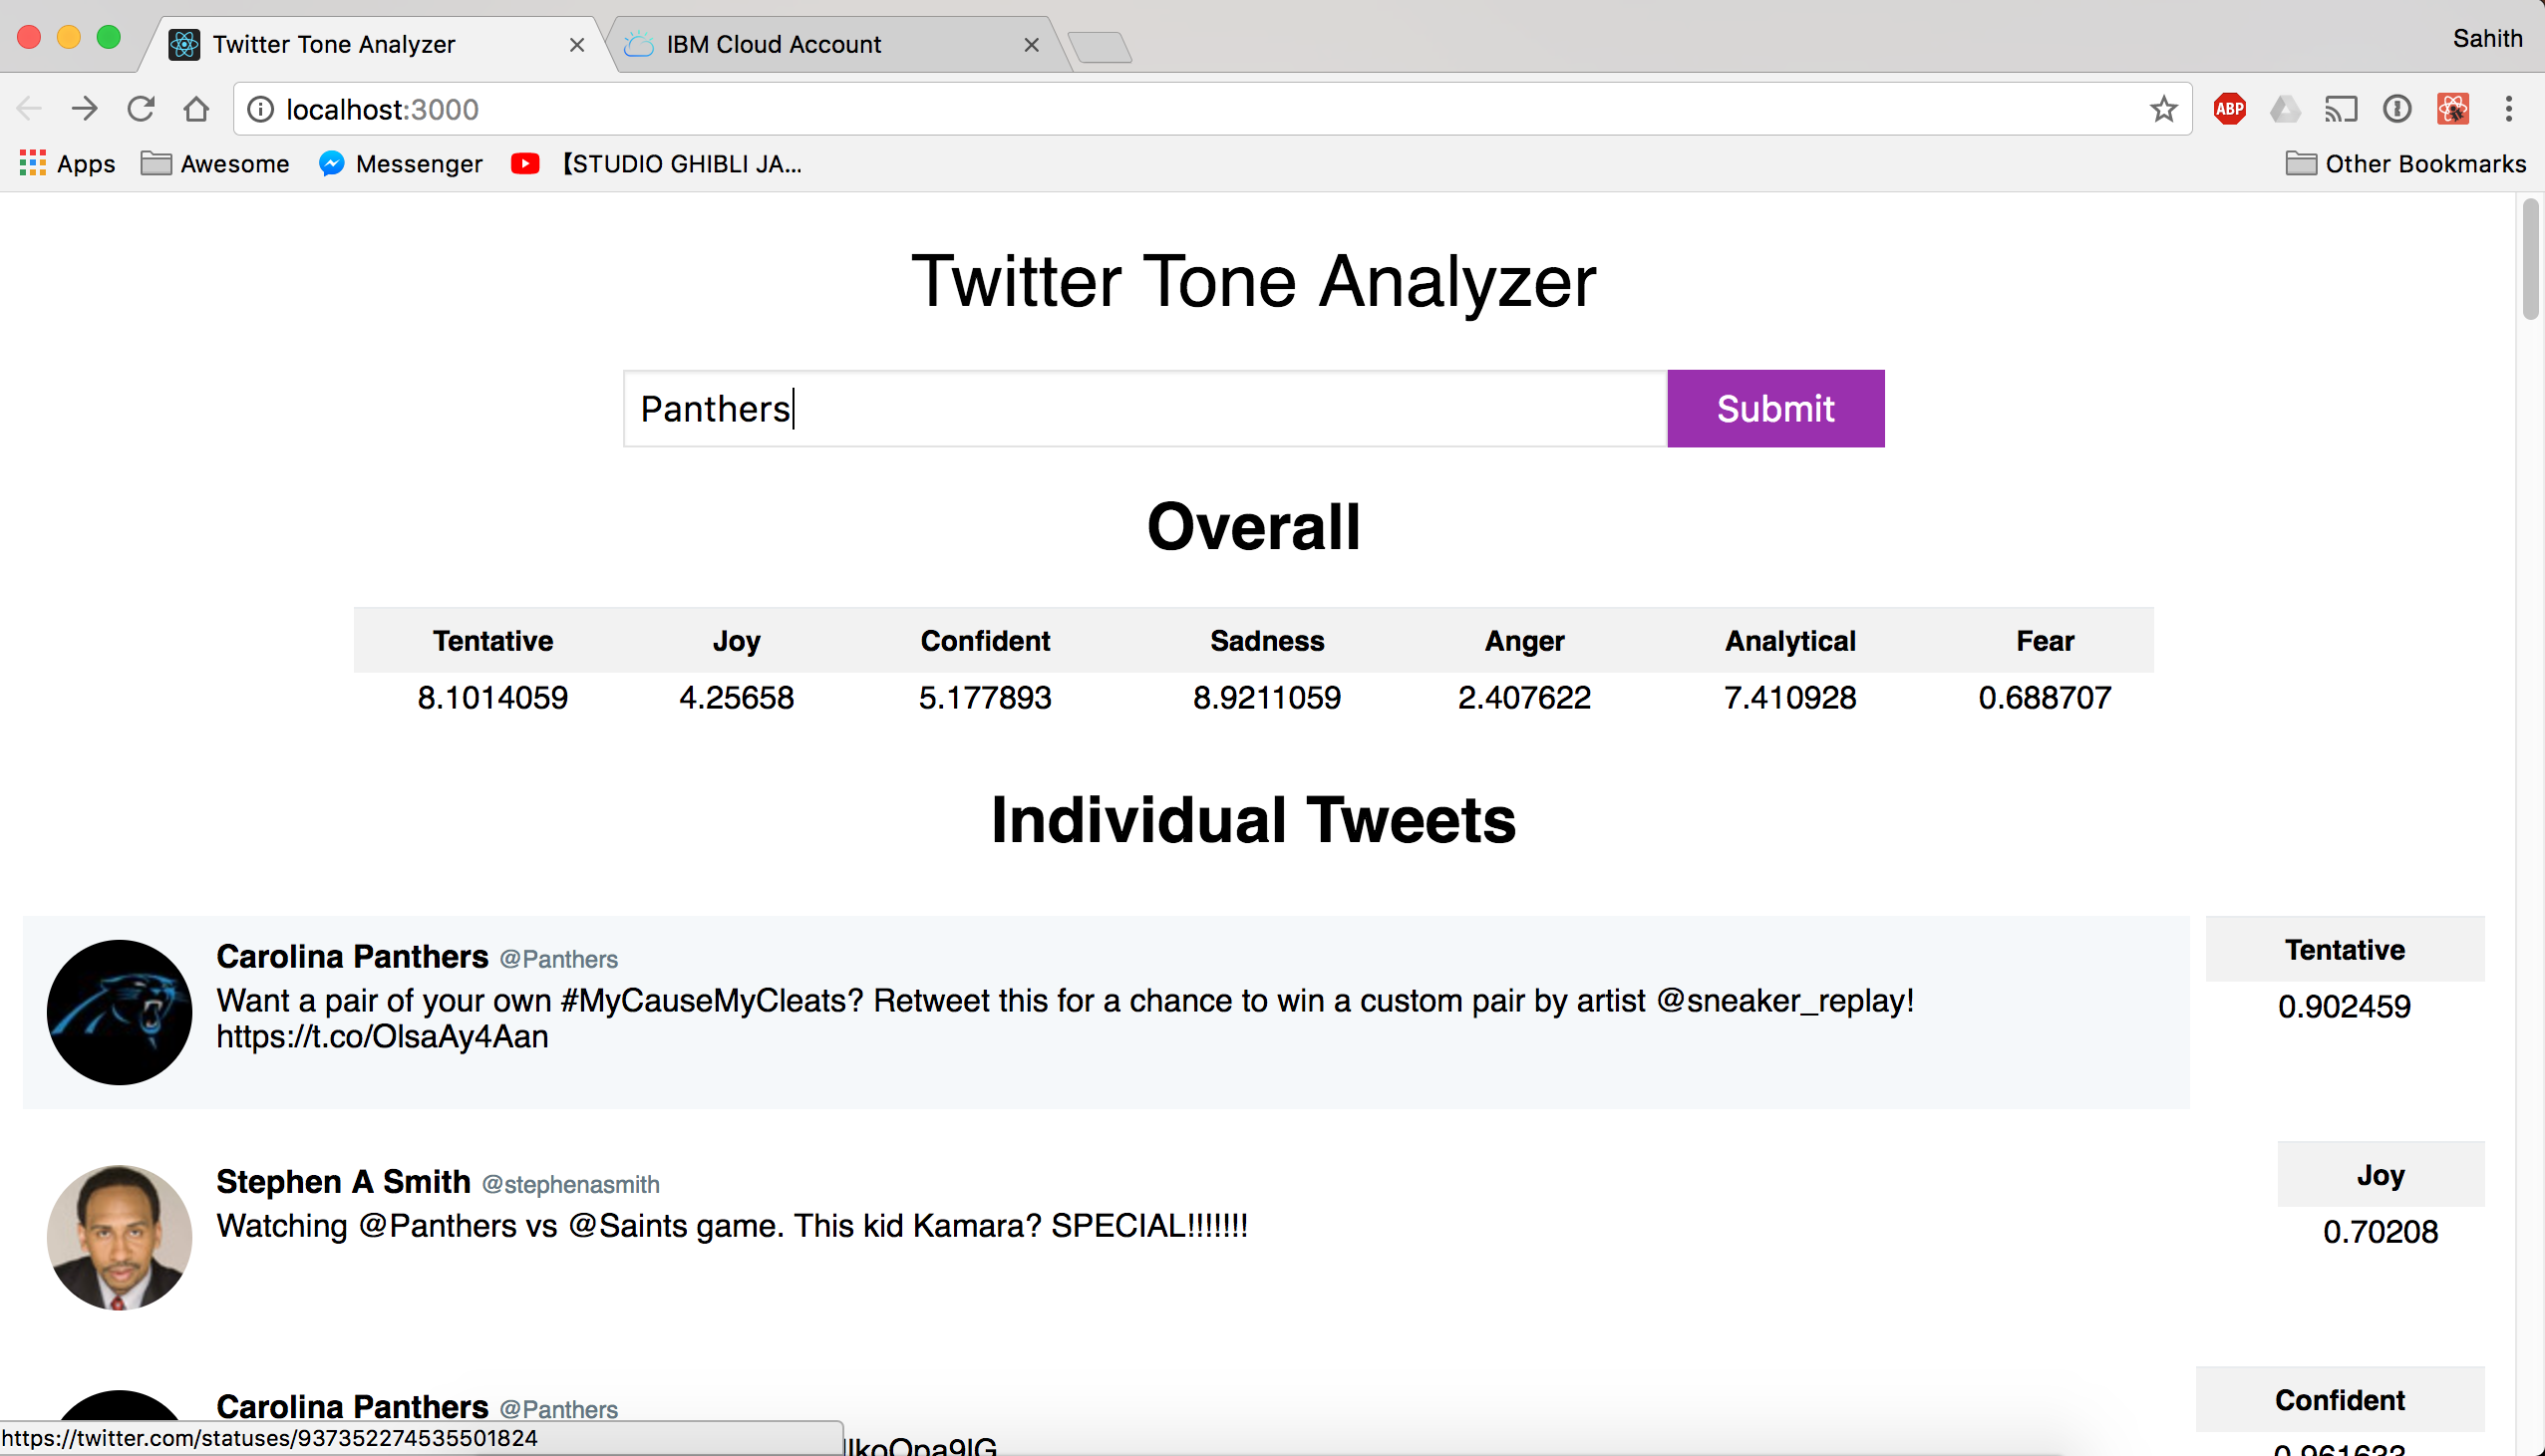 Twitter Tone Analyzer
IBM Cloud Account
Sahith
localhost:3000
ABP
Apps
Awesome
Messenger
【STUDIO GHIBLI JA...
Other Bookmarks
Twitter Tone Analyzer
Panthers
Submit
Overall
Tentative Joy Confident Sadness Anger Analytical Fear
8.1014059 4.25658 5.177893 8.9211059 2.407622 7.410928 0.688707
Individual Tweets
Carolina Panthers @Panthers
Want a pair of your own #MyCauseMyCleats? Retweet this for a chance to win a custom pair by artist @sneaker_replay!
https://t.co/OlsaAy4Aan
Tentative
0.902459
Stephen A Smith @stephenasmith
Watching @Panthers vs @Saints game. This kid Kamara? SPECIAL!!!!!!!
Joy
0.70208
Carolina Panthers @Panthers
Confident
0.961633
https://twitter.com/statuses/937352274535501824